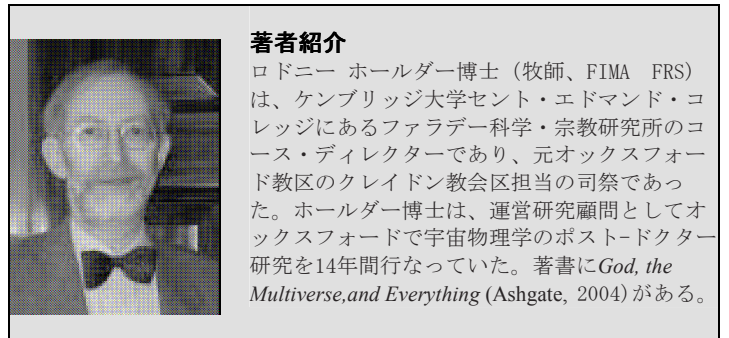 著者紹介
ロドニー ホールダー博士（牧師、FIMA　FRS）
は、ケンブリッジ大学セント・エドマンド・コ
レッジにあるファラデー科学・宗教研究所のコ
ース・ディレクターであり、元オックスフォー
ド教区のクレイドン教会区担当の司祭であっ
た。ホールダー博士は、運営研究顧問としてオ
ックスフォードで宇宙物理学のポスト-ドクター
研究を14年間行なっていた。著書にGod, the
Multiverse,and Everything (Ashgate, 2004)がある。